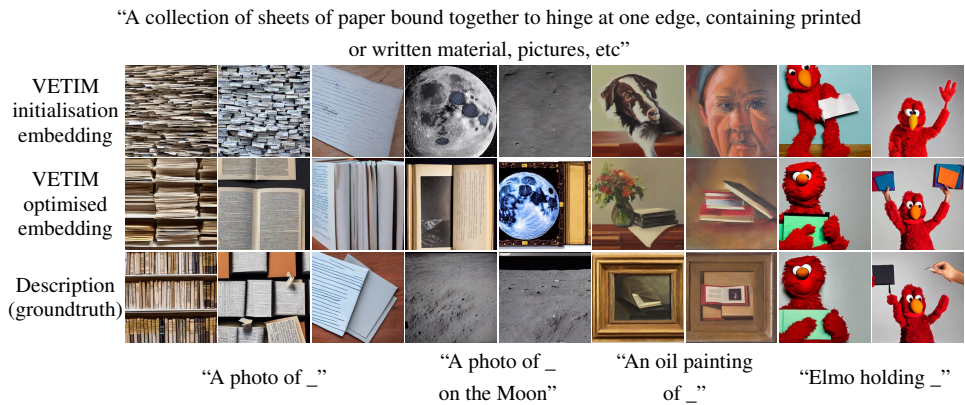 “A collection of sheets of paper bound together to hinge at one edge, containing printed
or written material, pictures, etc”
VETIM
initialisation
embedding
VETIM
optimised
embedding
Description
(groundtruth)
“A photo of _”
“A photo of _
on the Moon”
“An oil painting
of _”
“Elmo holding _”